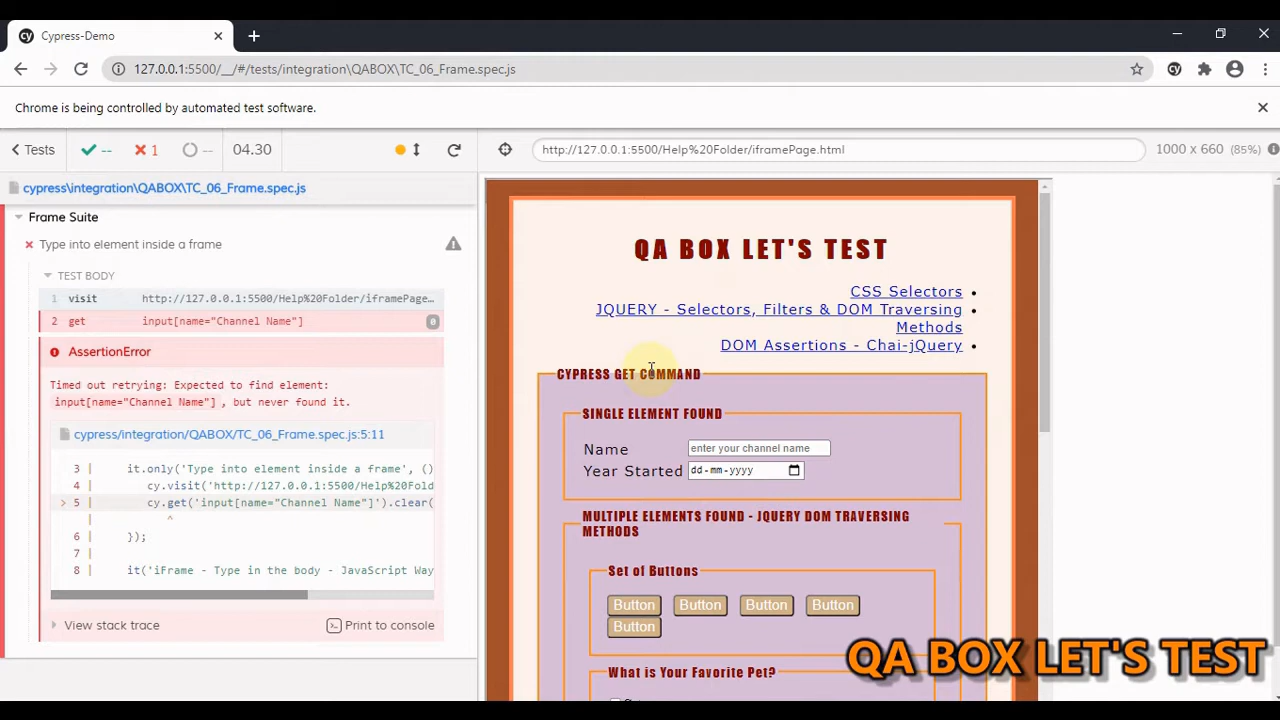 Cypress-Demo
127.0.0.1:5500/__/#/tests/integration\QABOX\TC_06_Frame.spec.js
Chrome is being controlled by automated test software.
Tests
--
1
--
04.30
http://127.0.0.1:5500/Help%20Folder/iframePage.html
1000 x 660 (85%)
cypress\integration\QABOX\TC_06_Frame.spec.js
Frame Suite
Type into element inside a frame
TEST BODY
1 visit http://127.0.0.1:5500/Help%20Folder/iframePage…
2 get input[name="Channel Name"] 0
AssertionError
Timed out retrying: Expected to find element:
input[name="Channel Name"] , but never found it.
cypress/integration/QABOX/TC_06_Frame.spec.js:5:11
3 | it.only('Type into element inside a frame', ()
4 | cy.visit('http://127.0.0.1:5500/Help%20Fold
> 5 | cy.get('input[name="Channel Name"]').clear(
| ^
6 | });
7 |
8 | it('iFrame - Type in the body - JavaScript Way
View stack trace
Print to console
QA BOX LET'S TEST
CSS Selectors
JQUERY - Selectors, Filters & DOM Traversing
Methods
DOM Assertions - Chai-jQuery
CYPRESS GET COMMAND
SINGLE ELEMENT FOUND
Name enter your channel name
Year Started dd-mm-yyyy
MULTIPLE ELEMENTS FOUND - JQUERY DOM TRAVERSING
METHODS
Set of Buttons
Button Button Button Button
Button
What is Your Favorite Pet?
QA BOX LET'S TEST